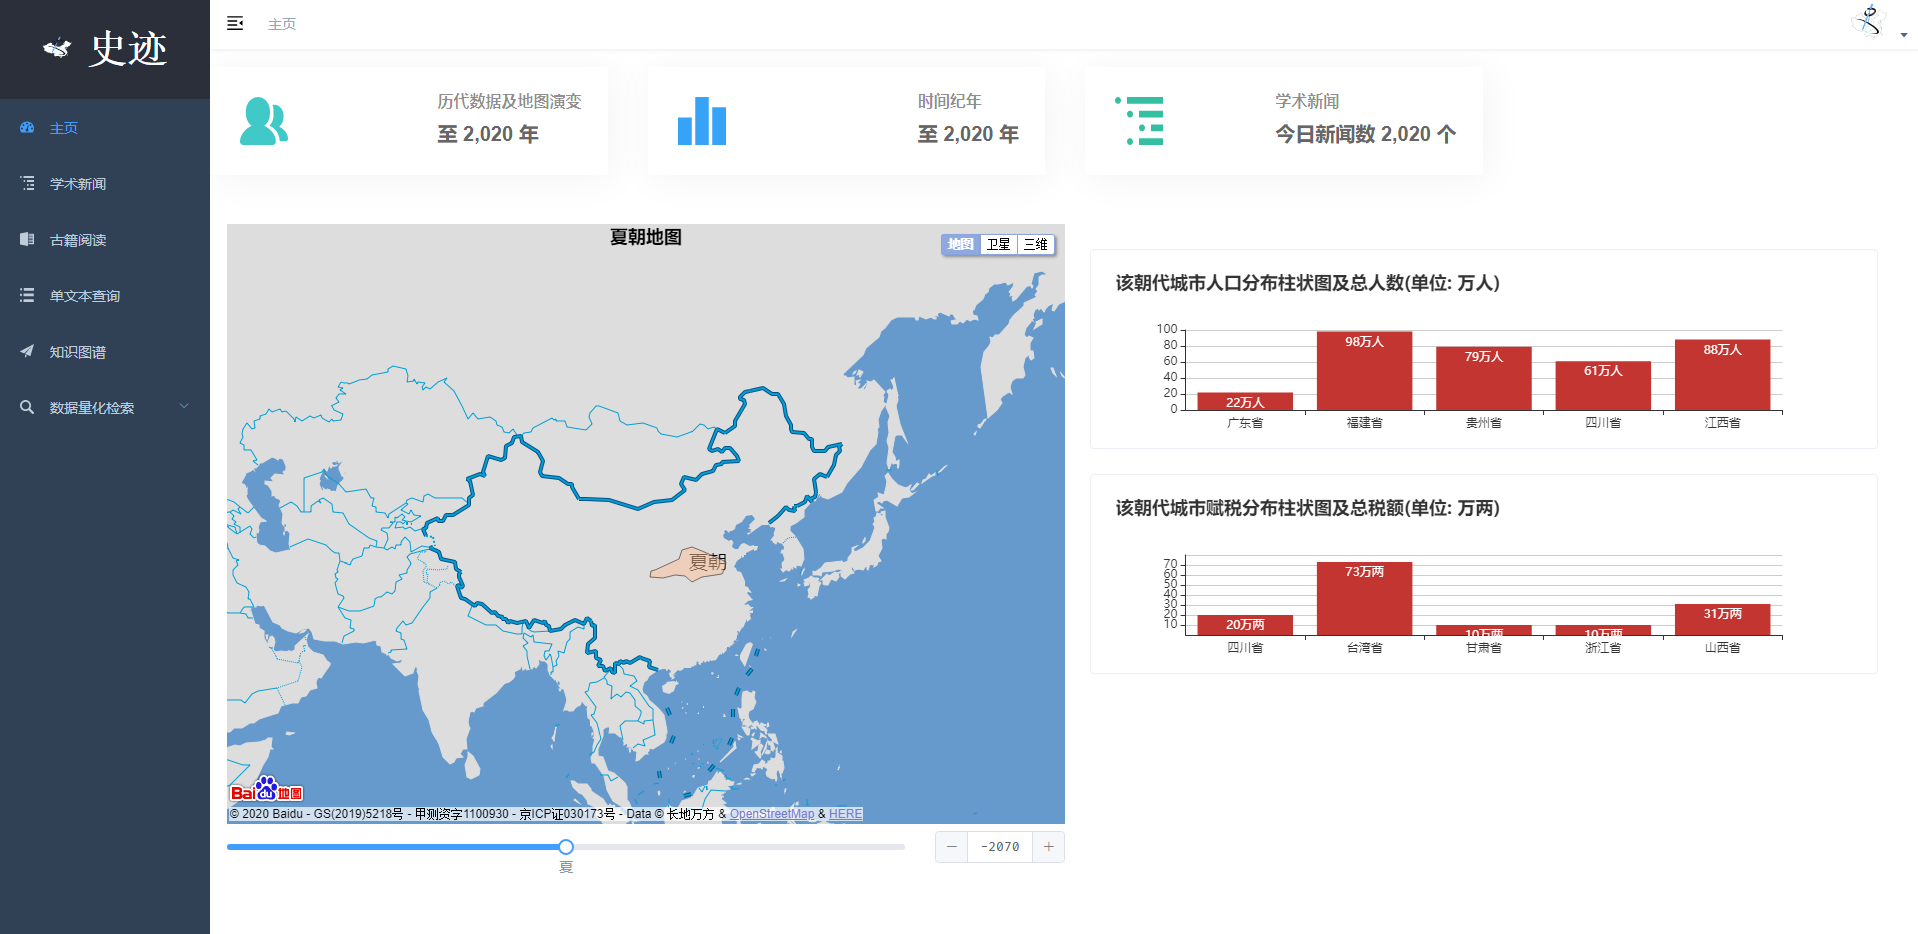 史迹
主页
主页
学术新闻
古籍阅读
单文本查询
知识图谱
数据量化检索
历代数据及地图演变
至 2,020 年
时间纪年
至 2,020 年
学术新闻
今日新闻数 2,020 个
夏朝地图
地图 卫星 三维
夏朝
Bai du 地图
© 2020 Baidu - GS(2019)5218号 - 甲测资字1100930 - 京ICP证030173号 - Data © 长地万方 & OpenStreetMap & HERE
夏
− -2070 +
该朝代城市人口分布柱状图及总人数(单位: 万人)
100
80
60
40
20
0
22万人 98万人 79万人 61万人 88万人
广东省 福建省 贵州省 四川省 江西省
该朝代城市赋税分布柱状图及总税额(单位: 万两)
70
60
50
40
30
20
10
20万两 73万两 10万两 10万两 31万两
四川省 台湾省 甘肃省 浙江省 山西省